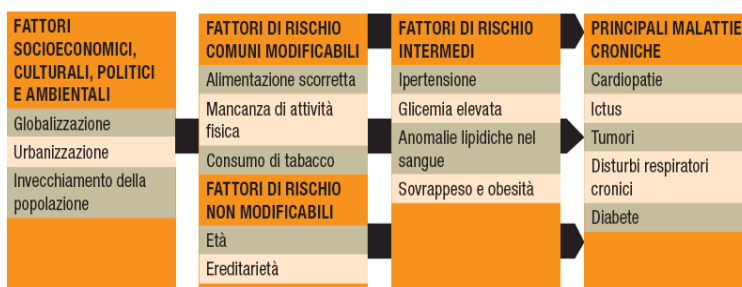 FATTORI
SOCIOECONOMICI,
CULTURALI, POLITICI
E AMBIENTALI
Globalizzazione
Urbanizzazione
Invecchiamento della
popolazione
FATTORI DI RISCHIO
COMUNI MODIFICABILI
Alimentazione scorretta
Mancanza di attività
fisica
Consumo di tabacco
FATTORI DI RISCHIO
NON MODIFICABILI
Età
Ereditarietà
FATTORI DI RISCHIO
INTERMEDI
Ipertensione
Glicemia elevata
Anomalie lipidiche nel
sangue
Sovrappeso e obesità
PRINCIPALI MALATTIE
CRONICHE
Cardiopatie
Ictus
Tumori
Disturbi respiratori
cronici
Diabete